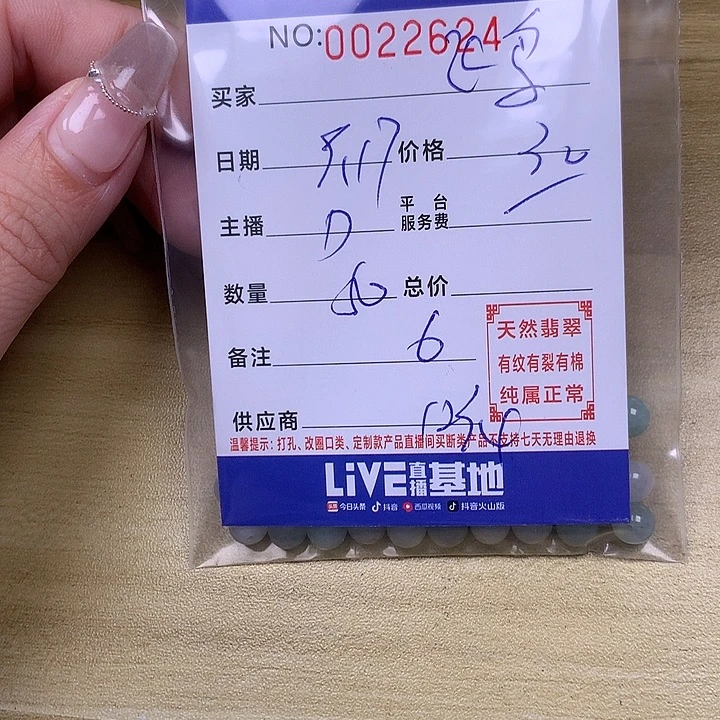 NO:0022624
买家
日期 5.17 价格 30
主播 D 平台服务费
数量 总价
备注 6
天然翡翠
有纹有裂有棉
纯属正常
供应商
温馨提示: 打孔、改圈口类、定制款产品直播间买断类产品不支持七天无理由退换
LiVE直播基地
今日头条 抖音 西瓜视频 抖音火山版